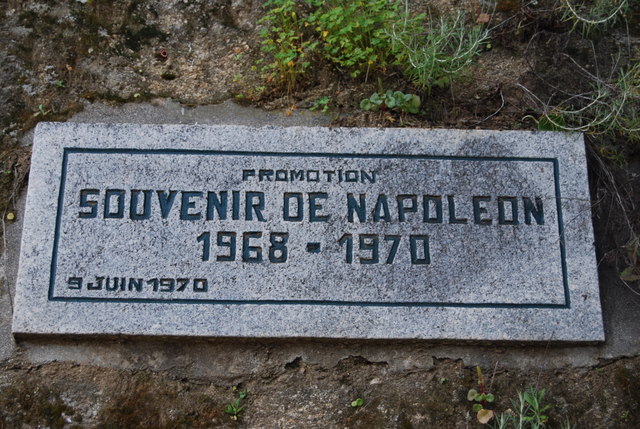 PROMOTION
SOUVENIR DE NAPOLEON
1968 - 1970
9 JUIN 1970